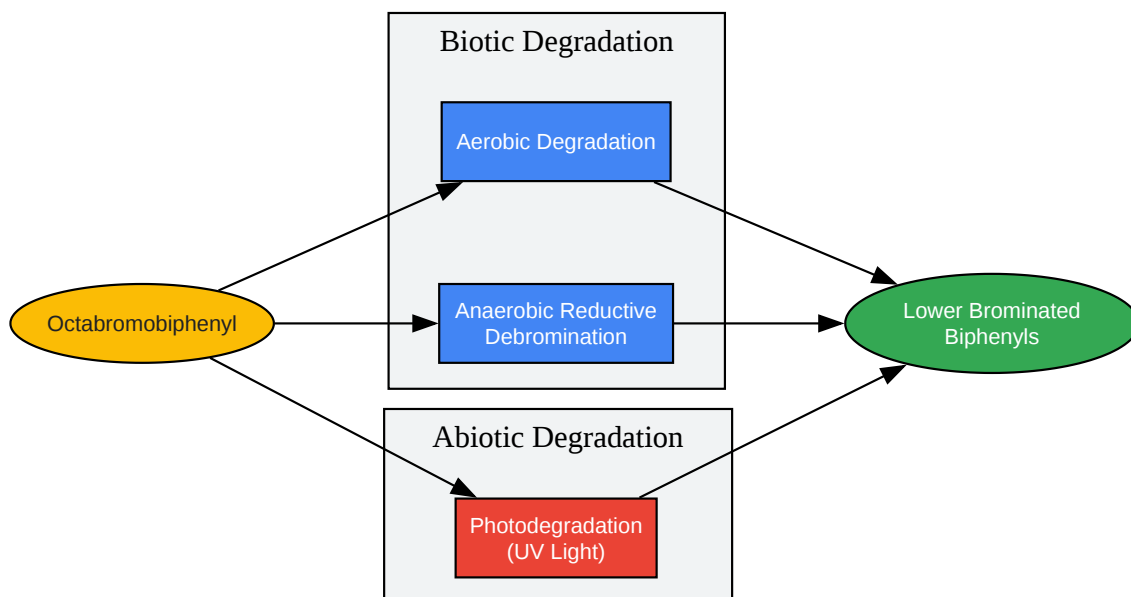 Biotic Degradation
Aerobic Degradation
Octabromobiphenyl
Anaerobic Reductive
Debromination
Lower Brominated
Biphenyls
Abiotic Degradation
Photodegradation
(UV Light)